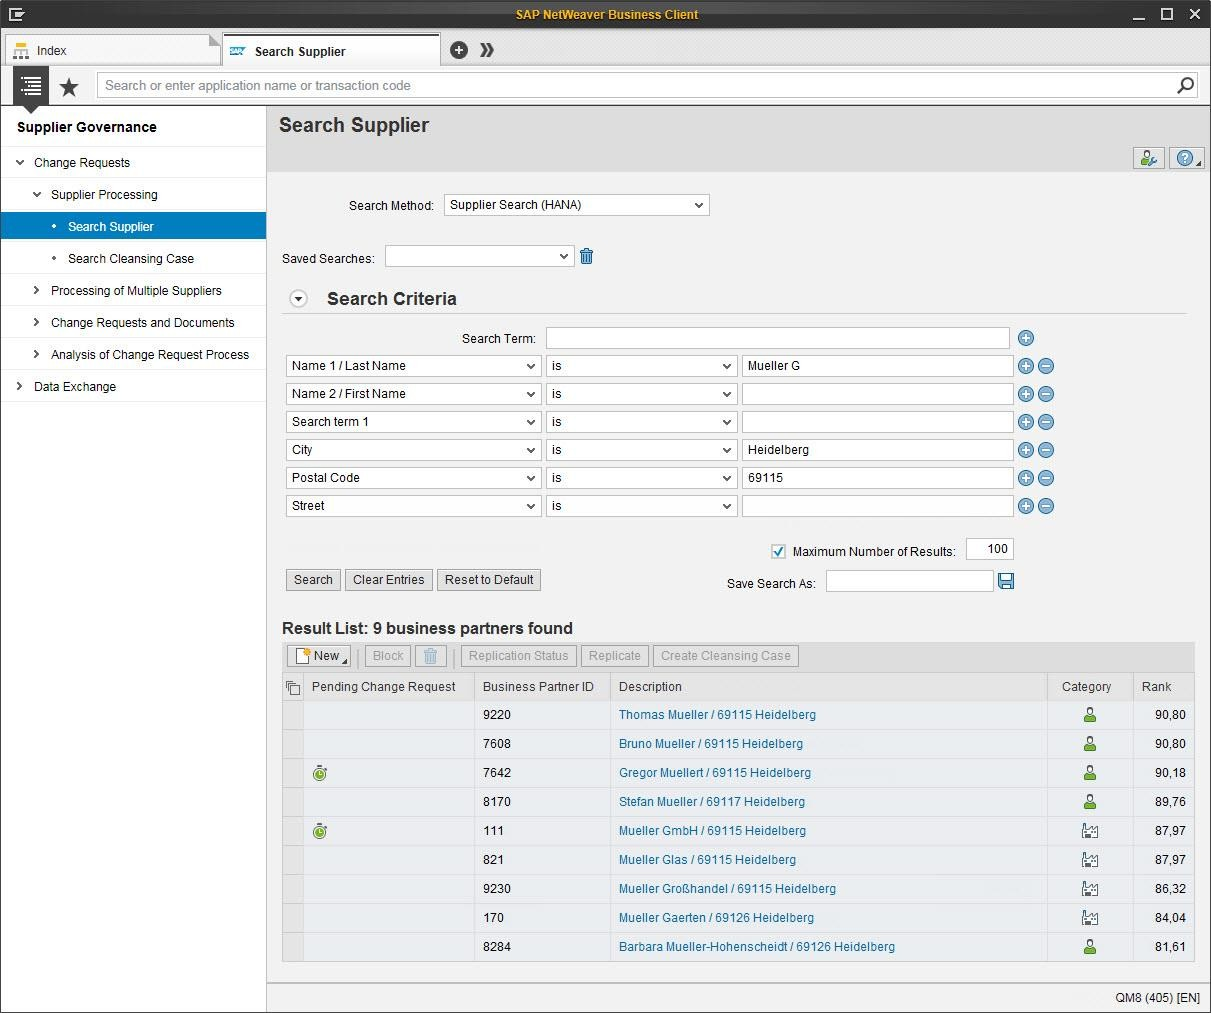 SAP NetWeaver Business Client
Index
SAP Search Supplier
Search or enter application name or transaction code
Supplier Governance
Change Requests
Supplier Processing
Search Supplier
Search Cleansing Case
Processing of Multiple Suppliers
Change Requests and Documents
Analysis of Change Request Process
Data Exchange
Search Supplier
Search Method: Supplier Search (HANA)
Saved Searches:
Search Criteria
Search Term:
Name 1 / Last Name is Mueller G
Name 2 / First Name is
Search term 1 is
City is Heidelberg
Postal Code is 69115
Street is
Maximum Number of Results: 100
Search Clear Entries Reset to Default
Save Search As:
Result List: 9 business partners found
New Block Replication Status Replicate Create Cleansing Case
Pending Change Request Business Partner ID Description Category Rank
9220 Thomas Mueller / 69115 Heidelberg 90,80
7608 Bruno Mueller / 69115 Heidelberg 90,80
7642 Gregor Muellert / 69115 Heidelberg 90,18
8170 Stefan Mueller / 69117 Heidelberg 89,76
111 Mueller GmbH / 69115 Heidelberg 87,97
821 Mueller Glas / 69115 Heidelberg 87,97
9230 Mueller Großhandel / 69115 Heidelberg 86,32
170 Mueller Gaerten / 69126 Heidelberg 84,04
8284 Barbara Mueller-Hohenscheidt / 69126 Heidelberg 81,61
QM8 (405) [EN]